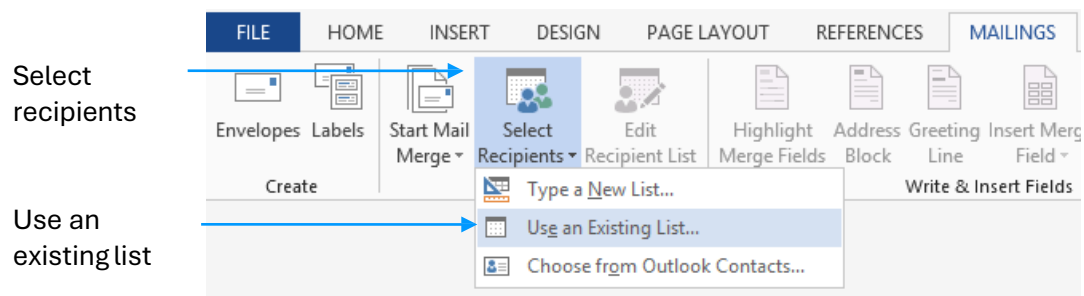 FILE HOME INSERT DESIGN PAGE LAYOUT REFERENCES MAILINGS
Select
recipients
Envelopes Labels Start Mail Select Edit Highlight Address Greeting Insert Merg
Merge Recipients Recipient List Merge Fields Block Line Field
Create Write & Insert Fields
Type a New List...
Use an
existing list
Use an Existing List...
Choose from Outlook Contacts...